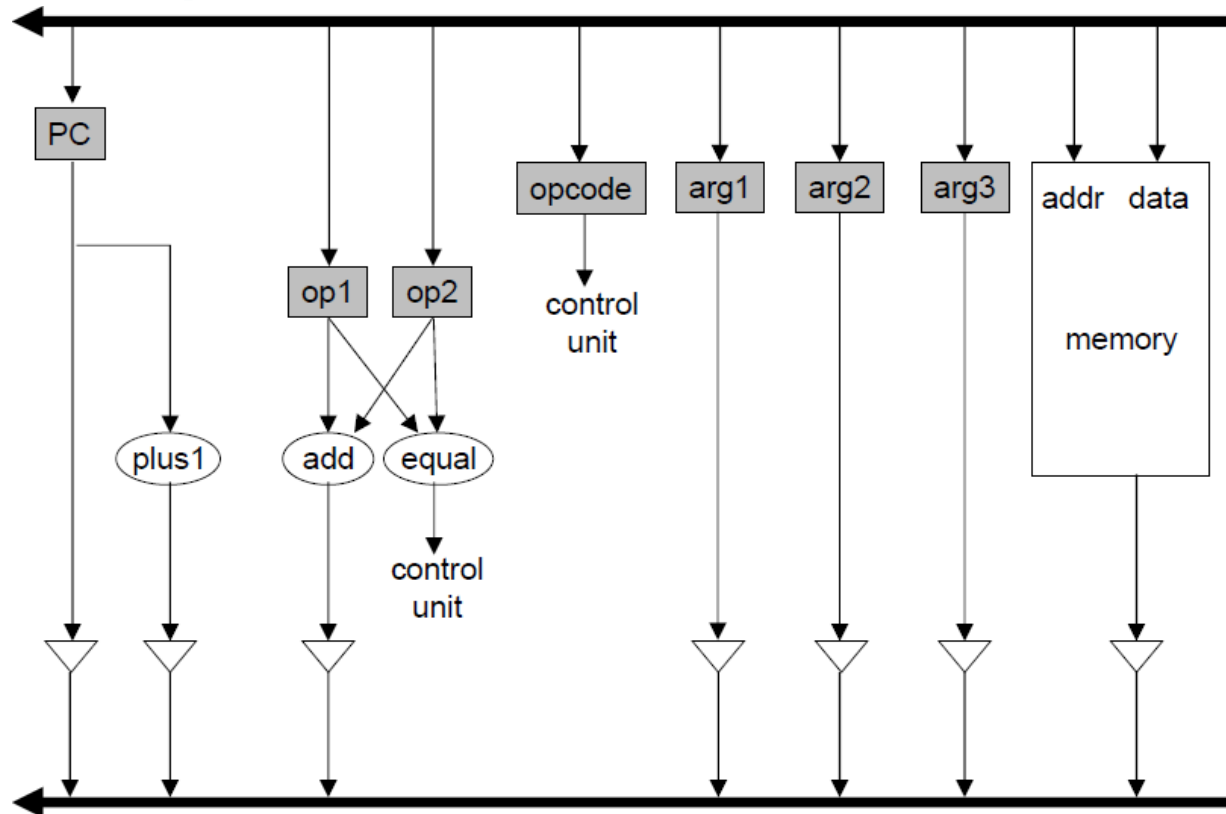 PC
opcode
arg1
arg2
arg3
addr data
op1
op2
control
unit
memory
plus1
add
equal
control
unit